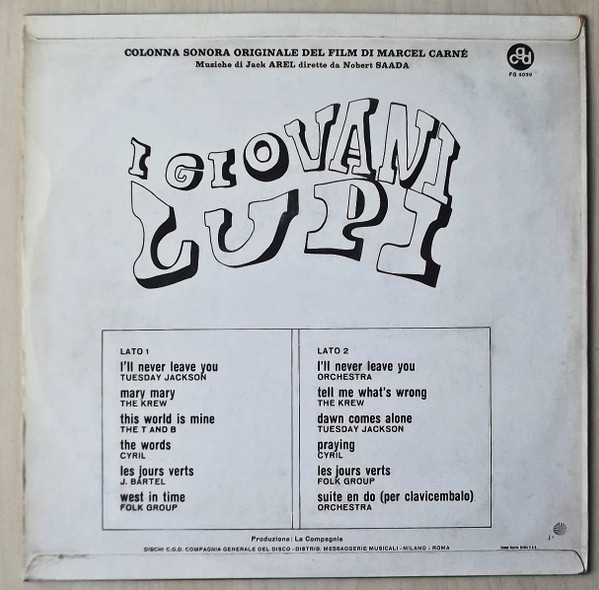 COLONNA SONORA ORIGINALE DEL FILM DI MARCEL CARNÉ
Musiche di Jack AREL dirette da Nobert SAADA
cgd
FG 5039
I GIOVANI
LUPI
LATO 1
I'll never leave you
TUESDAY JACKSON
mary mary
THE KREW
this world is mine
THE T AND B
the words
CYRIL
les jours verts
J. BARTEL
west in time
FOLK GROUP
LATO 2
I'll never leave you
ORCHESTRA
tell me what's wrong
THE KREW
dawn comes alone
TUESDAY JACKSON
praying
CYRIL
les jours verts
FOLK GROUP
suite en do (per clavicembalo)
ORCHESTRA
Produzione: La Compagnie
DISCHI C.G.D. COMPAGNIA GENERALE DEL DISCO - DISTRIB. MESSAGGERIE MUSICALI - MILANO - ROMA